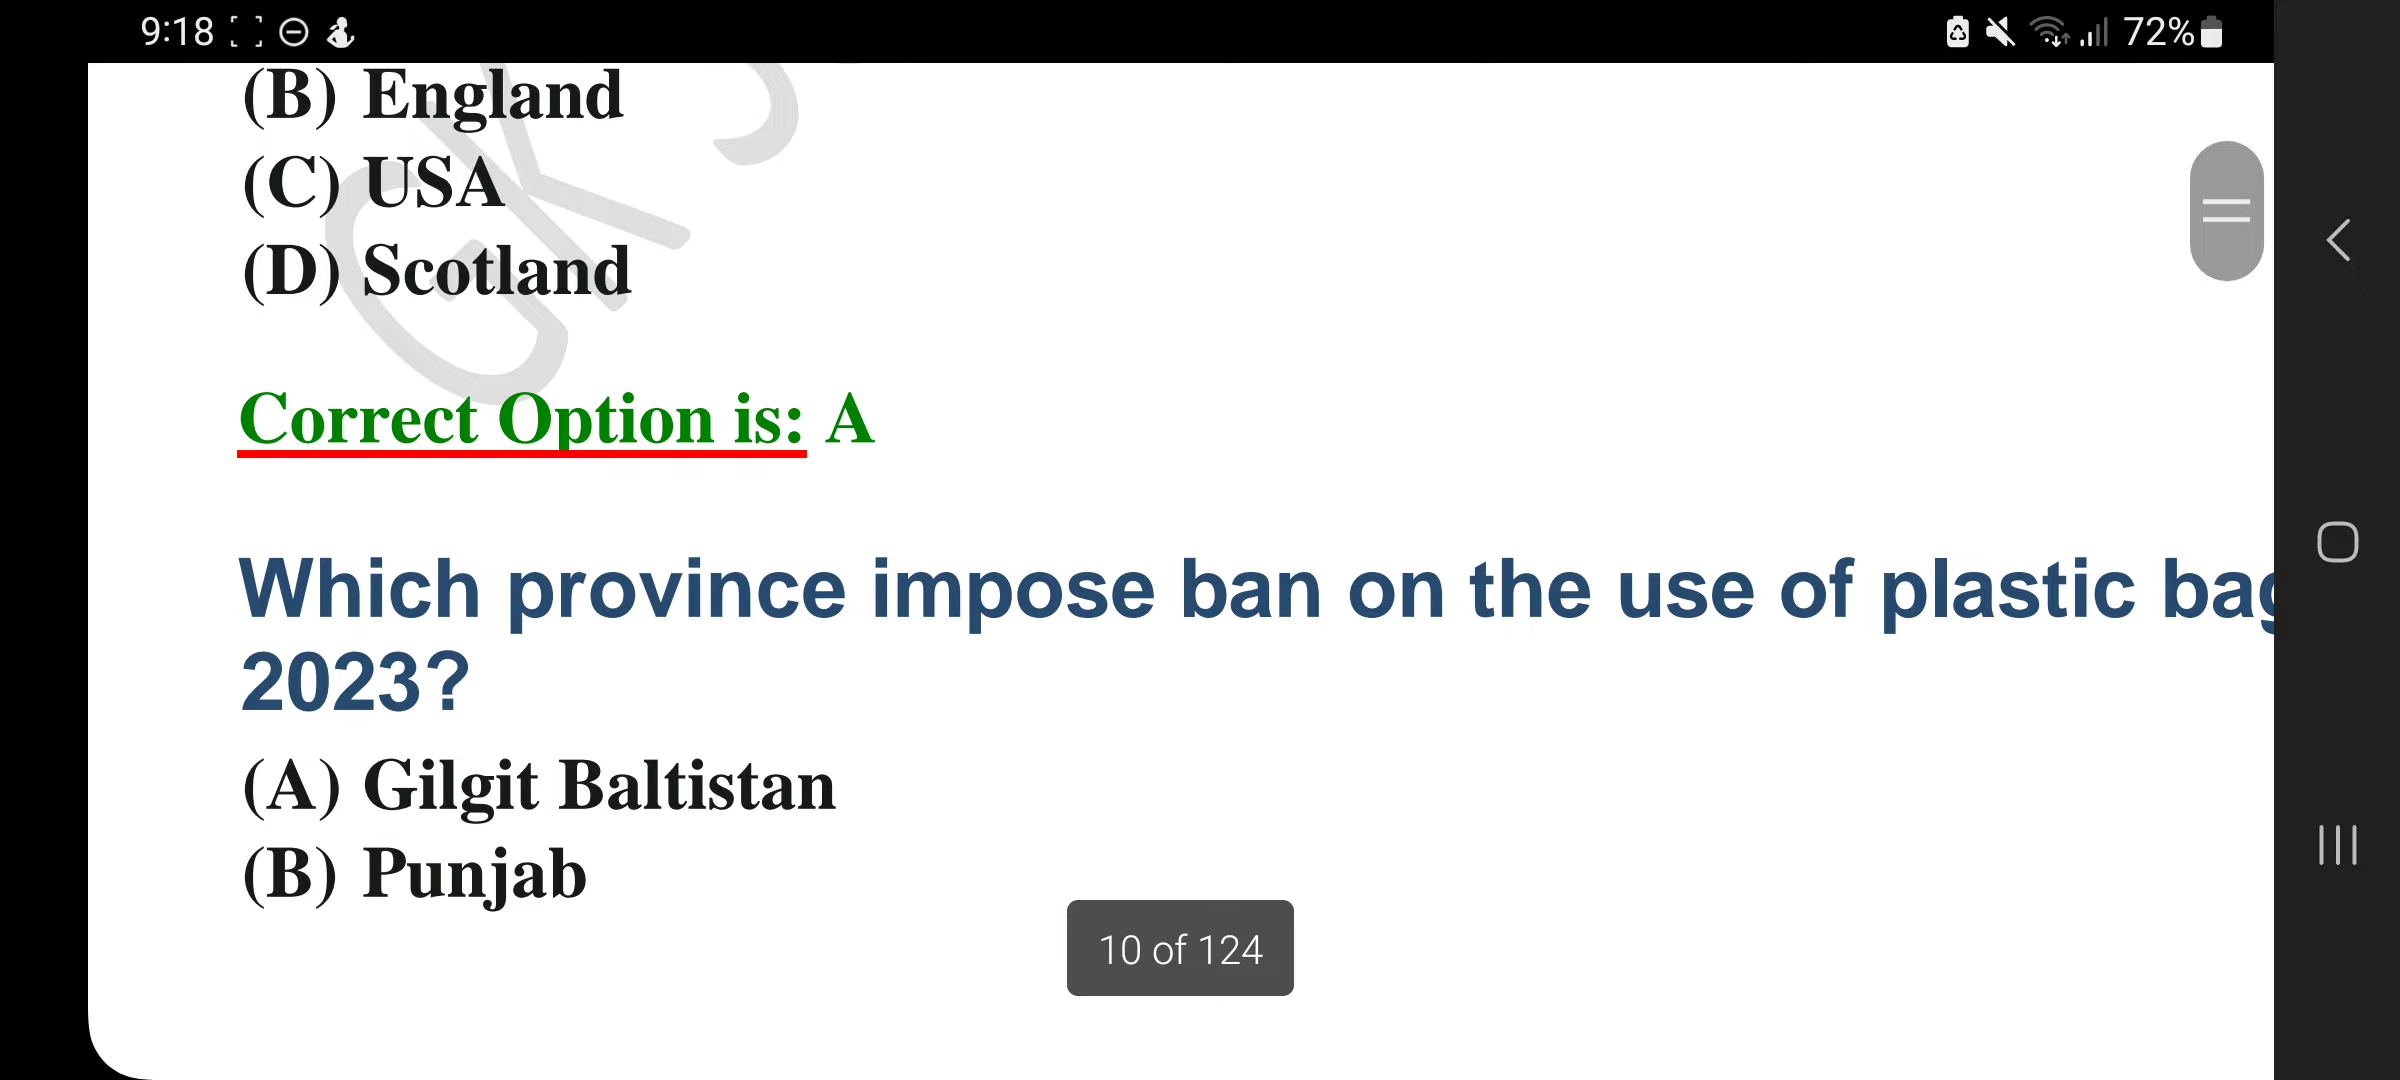 9:18
72%
(B) England
(C) USA
(D) Scotland
Correct Option is: A
Which province impose ban on the use of plastic
2023?
(A) Gilgit Baltistan
(B) Punjab
10 of 124
GK